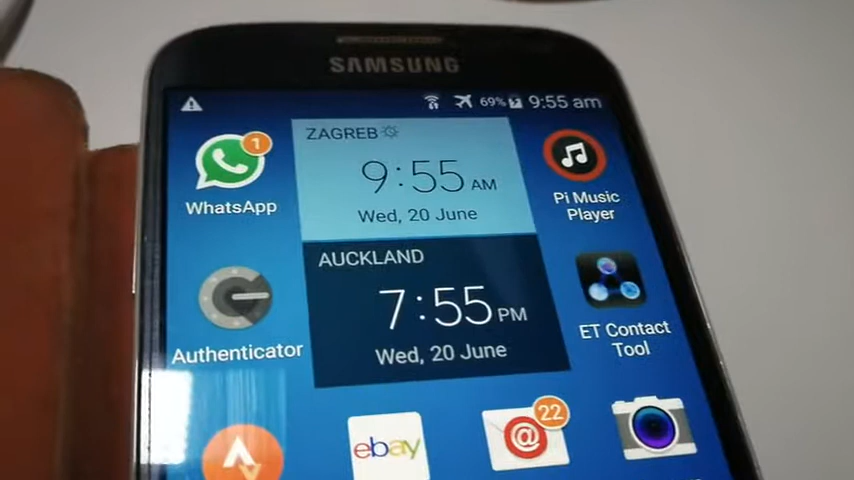 SAMSUNG
69% 9:55 am
ZAGREB
9:55 AM
Wed, 20 June
WhatsApp
1
Pi Music
Player
AUCKLAND
7:55 PM
Wed, 20 June
Authenticator
ET Contact
Tool
ebay
@
22